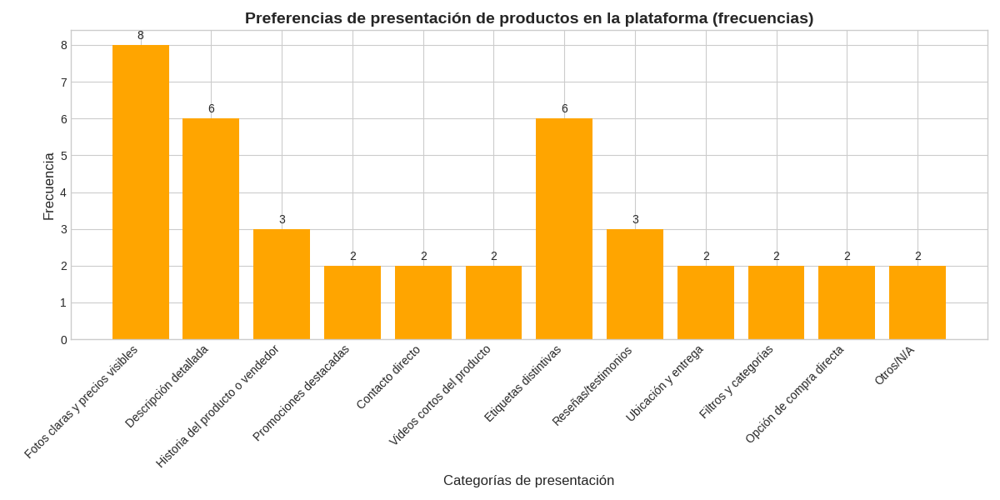 Preferencias de presentación de productos en la plataforma (frecuencias)
Frecuencia
8
7
6
5
4
3
2
1
0
8
6
3
2
2
2
6
3
2
2
2
2
Fotos claras y precios visibles
Descripción detallada
Historia del producto o vendedor
Promociones destacadas
Contacto directo
Videos cortos del producto
Etiquetas distintivas
Reseñas/testimonios
Ubicación y entrega
Filtros y categorías
Opción de compra directa
Otros/N/A
Categorías de presentación